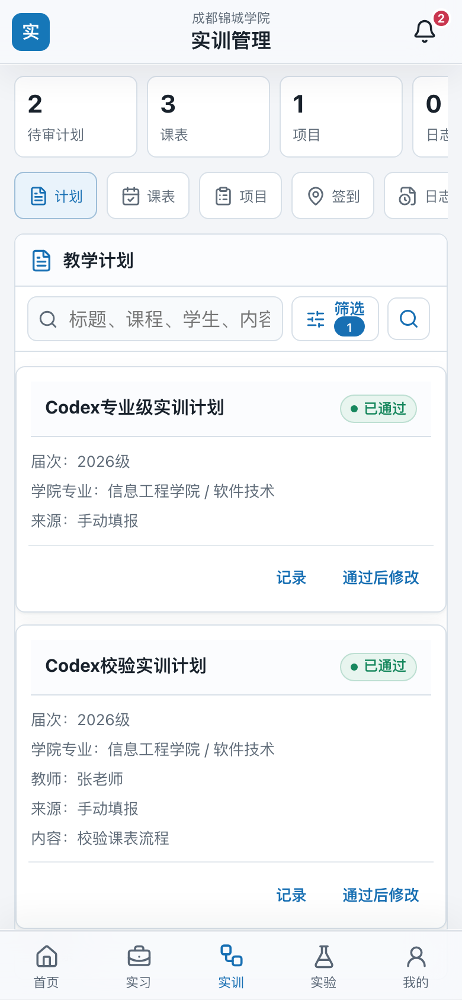 实
成都锦城学院
实训管理
2
2
待审计划
3
课表
1
项目
0
日志
计划
课表
项目
签到
日志
教学计划
标题、课程、学生、内容
筛选
1
Codex专业级实训计划
已通过
届次：2026级
学院专业：信息工程学院 / 软件技术
来源：手动填报
记录
通过后修改
Codex校验实训计划
已通过
届次：2026级
学院专业：信息工程学院 / 软件技术
教师：张老师
来源：手动填报
内容：校验课表流程
记录
通过后修改
首页
实习
实训
实验
我的